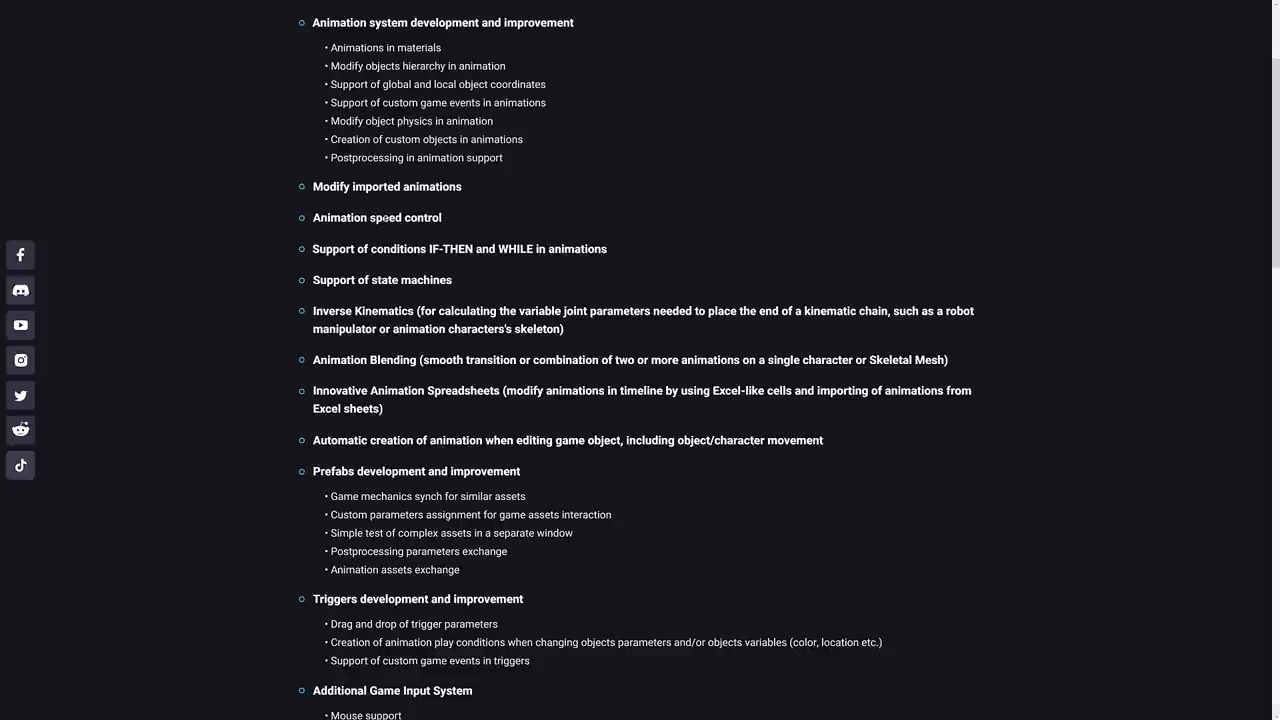 Animation system development and improvement
• Animations in materials
• Modify objects hierarchy in animation
• Support of global and local object coordinates
• Support of custom game events in animations
• Modify object physics in animation
• Creation of custom objects in animations
• Postprocessing in animation support
Modify imported animations
Animation speed control
Support of conditions IF-THEN and WHILE in animations
Support of state machines
Inverse Kinematics (for calculating the variable joint parameters needed to place the end of a kinematic chain, such as a robot
manipulator or animation characters's skeleton)
Animation Blending (smooth transition or combination of two or more animations on a single character or Skeletal Mesh)
Innovative Animation Spreadsheets (modify animations in timeline by using Excel-like cells and importing of animations from
Excel sheets)
Automatic creation of animation when editing game object, including object/character movement
Prefabs development and improvement
• Game mechanics synch for similar assets
• Custom parameters assignment for game assets interaction
• Simple test of complex assets in a separate window
• Postprocessing parameters exchange
• Animation assets exchange
Triggers development and improvement
• Drag and drop of trigger parameters
• Creation of animation play conditions when changing objects parameters and/or objects variables (color, location etc.)
• Support of custom game events in triggers
Additional Game Input System
• Mouse support